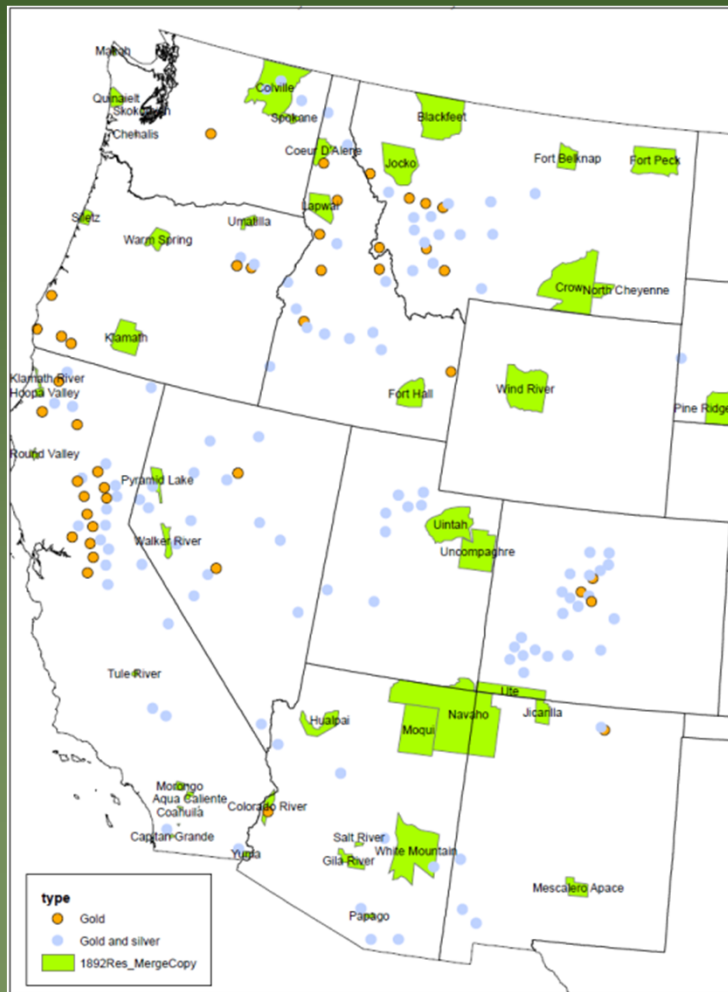 Makah
Colville
Quinaielt
Skokomish
Spokane
Blackfeet
Chehalis
Coeur D'Alene
Jocko
Fort Belknap
Fort Peck
Lapwai
Siletz
Umatilla
Warm Spring
Crow
North Cheyenne
Klamath
Klamath River
Hoopa Valley
Fort Hall
Wind River
Pine Ridge
Round Valley
Pyramid Lake
Uintah
Walker River
Uncompaghre
Tule River
Ute
Hualpai
Navaho
Jicarilla
Moqui
Morongo
Aqua Caliente
Coahuila
Colorado River
Capitan Grande
Salt River
Yuma
Gila River
White Mountain
Mescalero Apace
Papago
type
Gold
Gold and silver
1892Res_MergeCopy